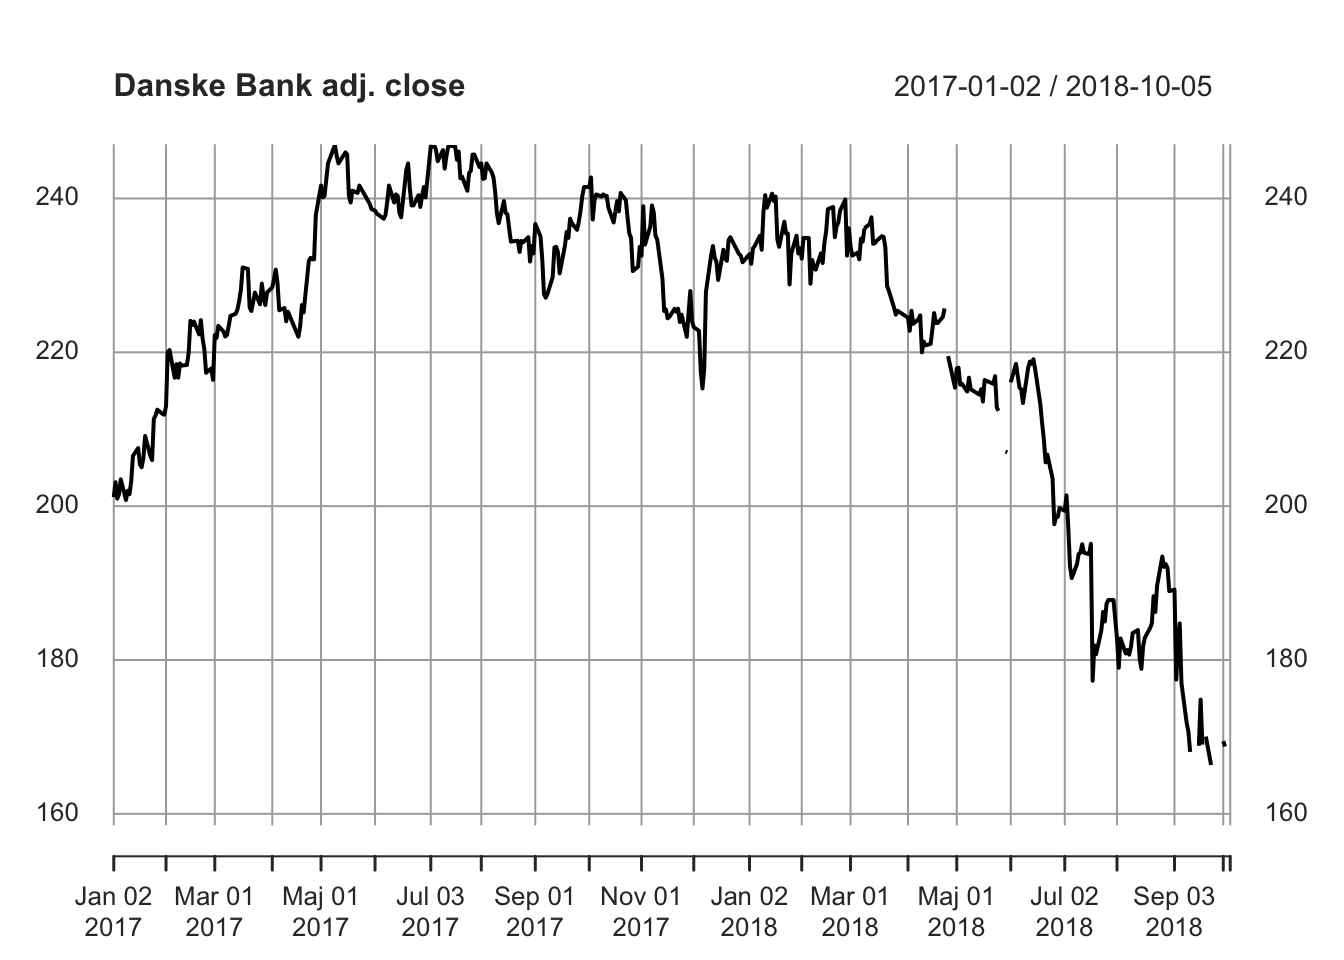 Danske Bank adj. close 2017-01-02 / 2018-10-05
240 240
220 220
200 200
180 180
160 160
Jan 02 Mar 01 Maj 01 Jul 03 Sep 01 Nov 01 Jan 02 Mar 01 Maj 01 Jul 02 Sep 03
2017 2017 2017 2017 2017 2017 2018 2018 2018 2018 2018